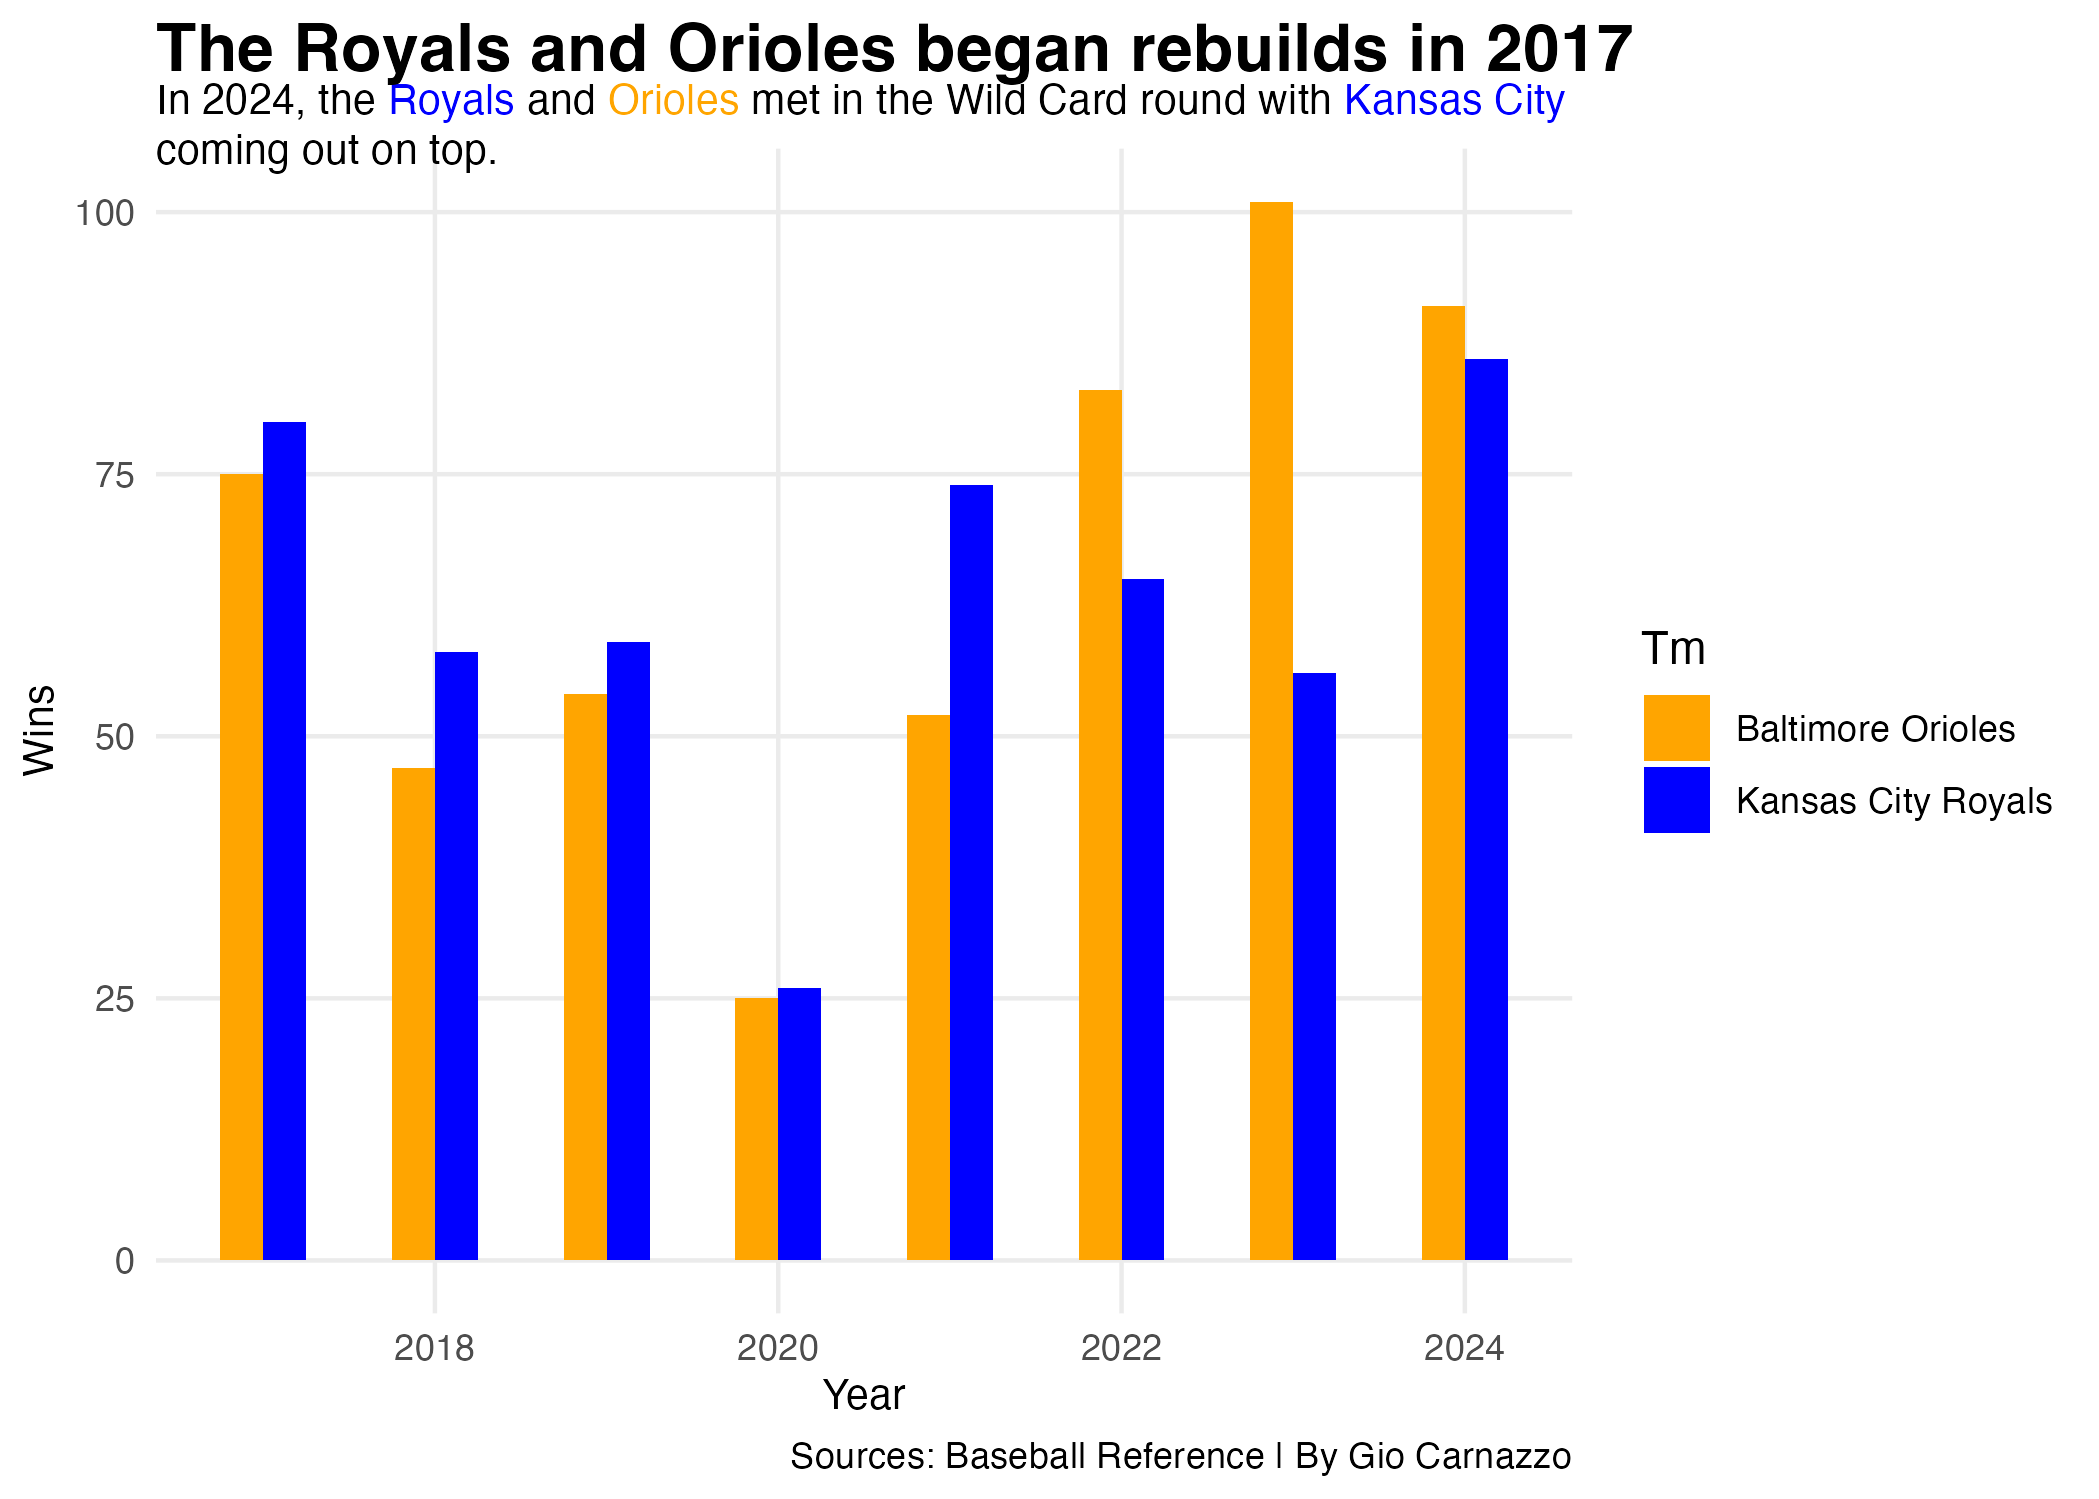 The Royals and Orioles began rebuilds in 2017
In 2024, the Royals and Orioles met in the Wild Card round with Kansas City
coming out on top.
100
75
50
25
0
Wins
2018
2020
2022
2024
Year
Tm
Baltimore Orioles
Kansas City Royals
Sources: Baseball Reference | By Gio Carnazzo